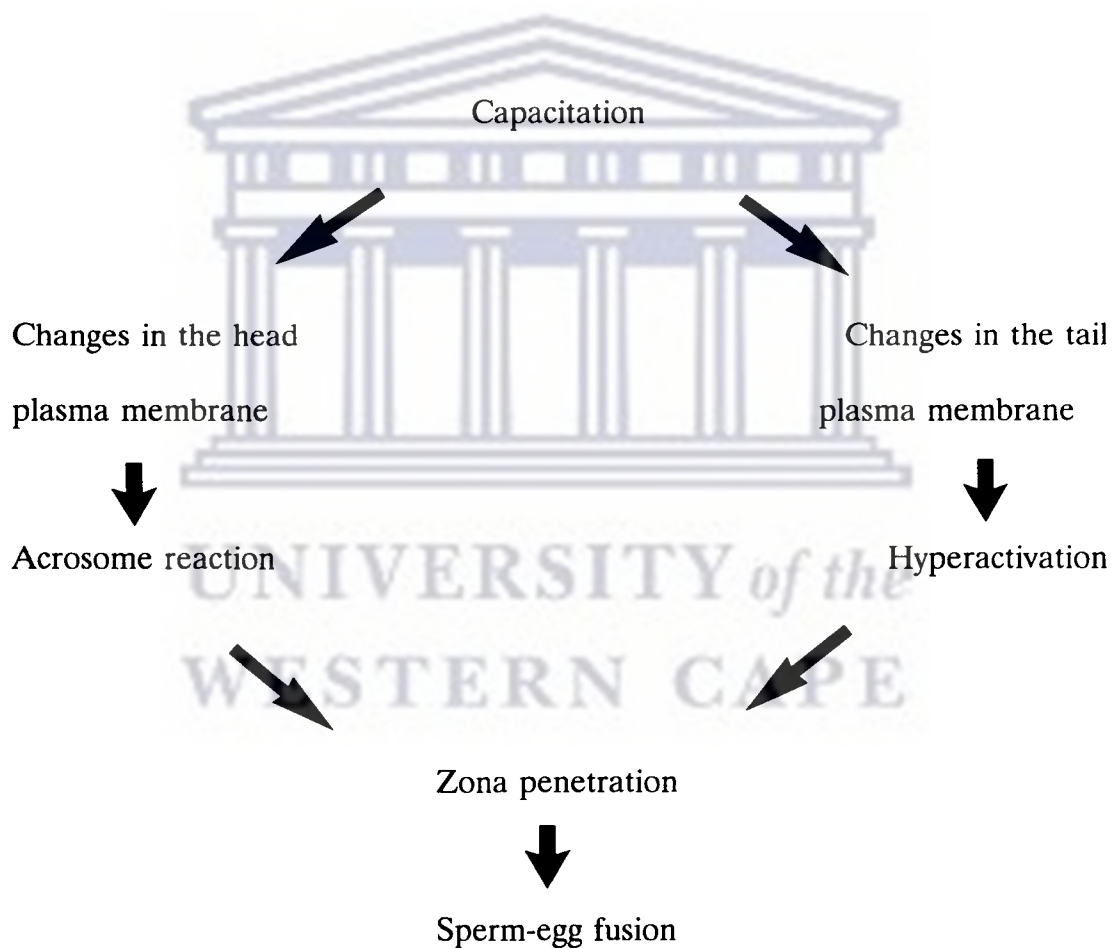 Capacitation
Changes in the head
plasma membrane
Changes in the tail
plasma membrane
Acrosome reaction
Hyperactivation
UNIVERSITY of the
WESTERN CAPE
Zona penetration
Sperm-egg fusion